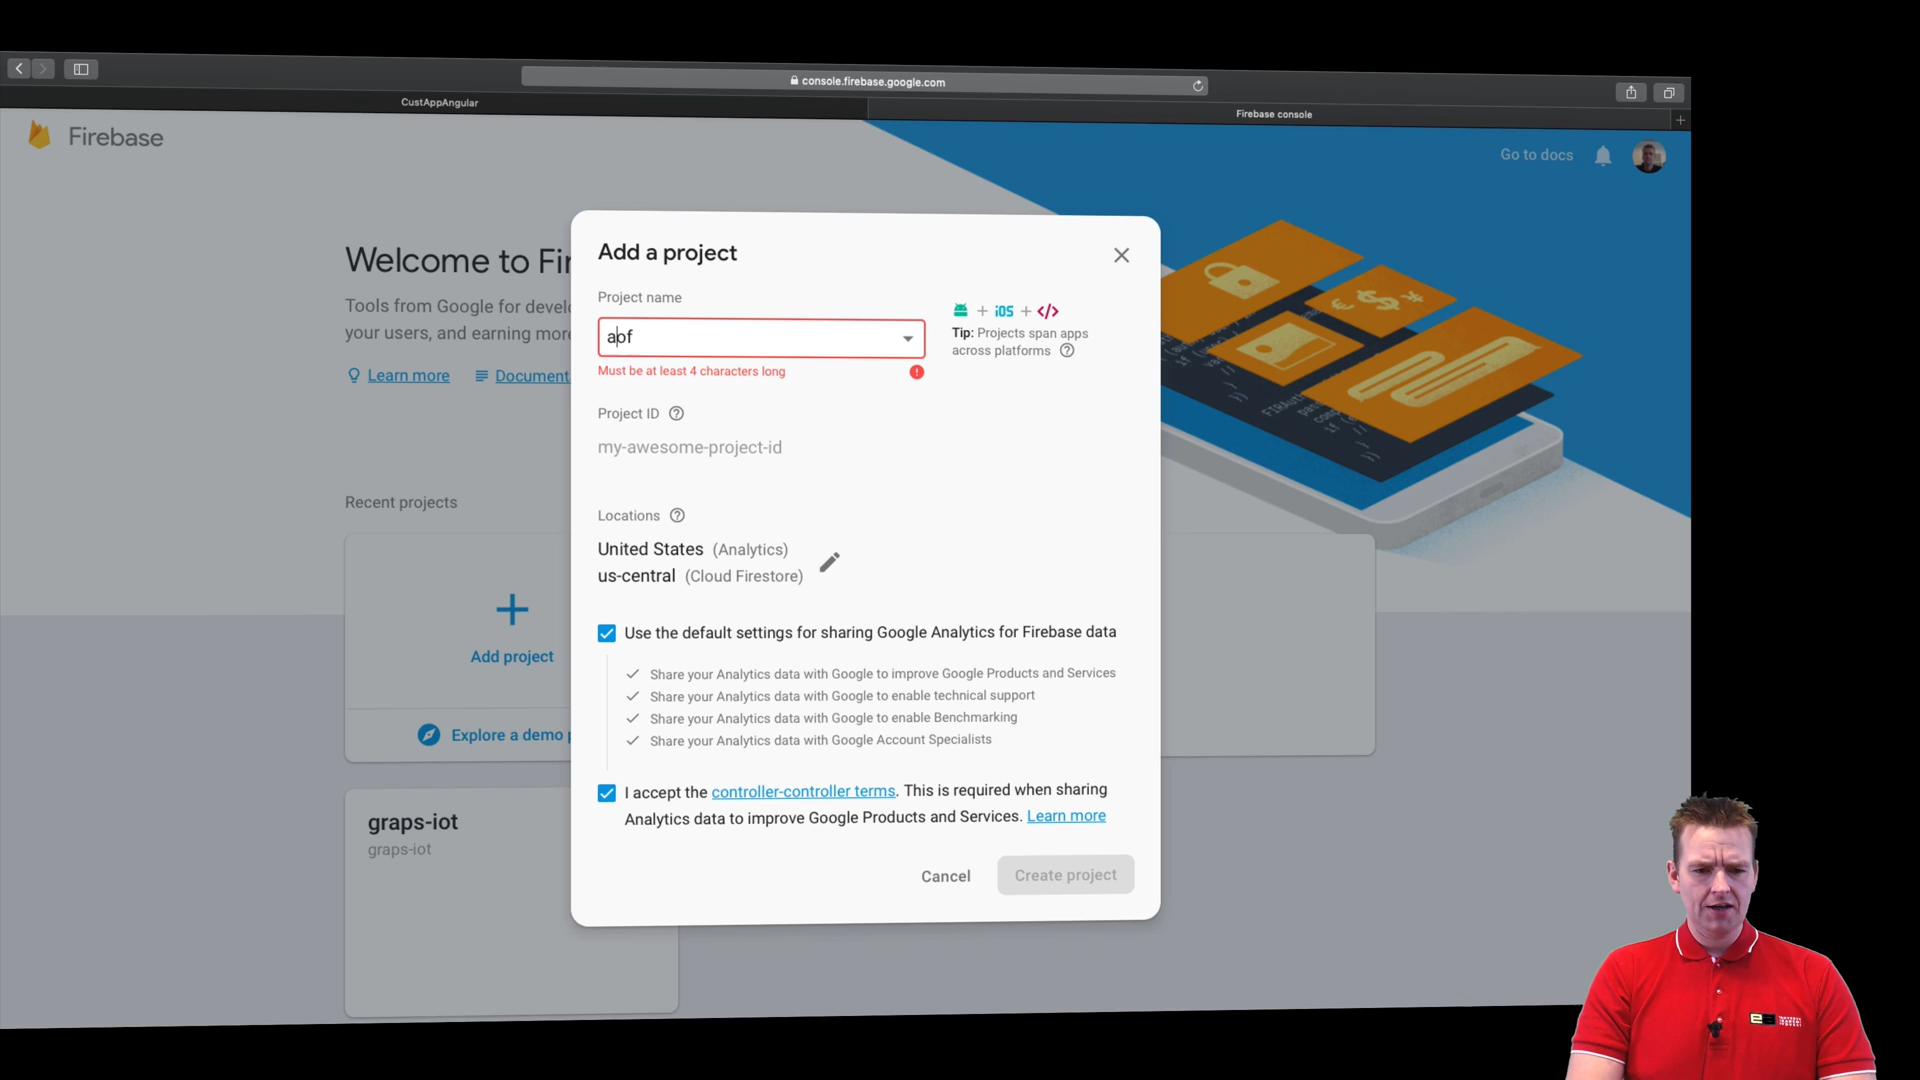 console.firebase.google.com
CustAppAngular
Firebase console
Firebase
Go to docs
Welcome to Fir
Tools from Google for develo
your users, and earning more
Learn more
Document
Recent projects
Add project
Explore a demo p
graps-iot
graps-iot
Add a project
Project name
aof
Must be at least 4 characters long
+ iOS + </>
Tip: Projects span apps
across platforms
Project ID
my-awesome-project-id
Locations
United States (Analytics)
us-central (Cloud Firestore)
Use the default settings for sharing Google Analytics for Firebase data
Share your Analytics data with Google to improve Google Products and Services
Share your Analytics data with Google to enable technical support
Share your Analytics data with Google to enable Benchmarking
Share your Analytics data with Google Account Specialists
I accept the controller-controller terms. This is required when sharing
Analytics data to improve Google Products and Services. Learn more
Cancel
Create project